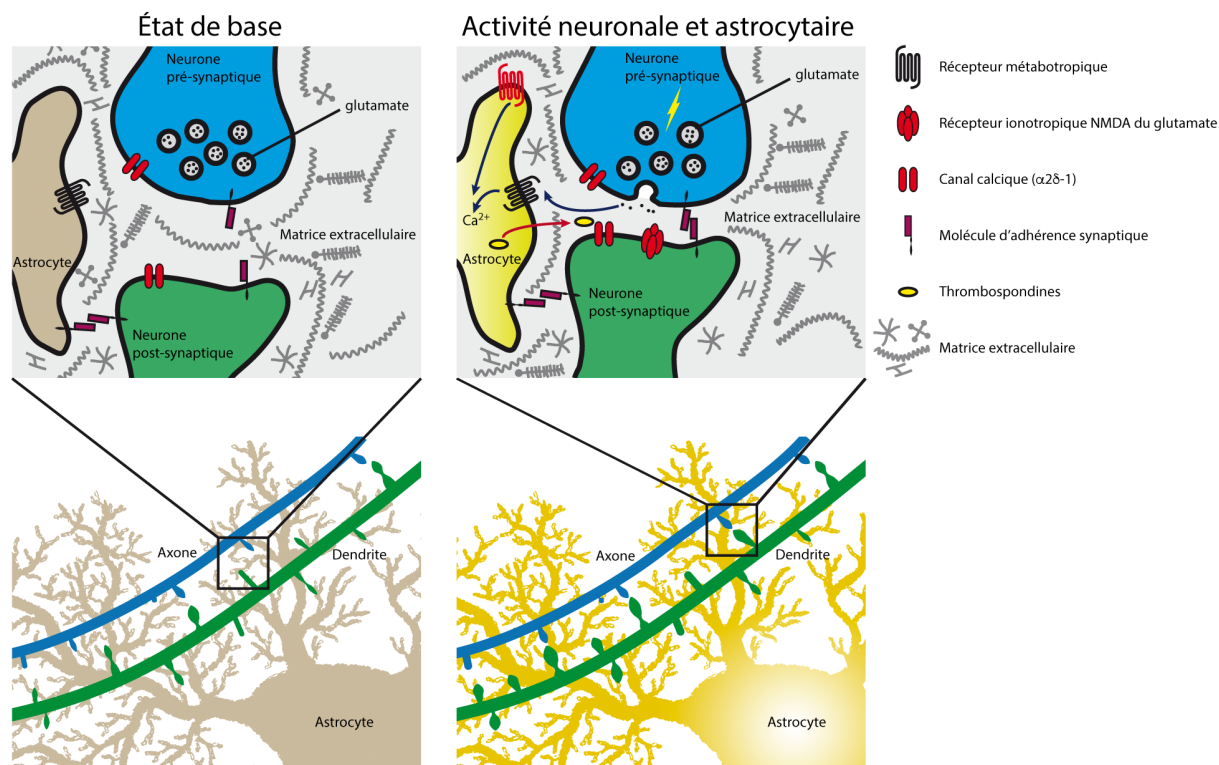 État de base
Activité neuronale et astrocytaire
Neurone
pré-synaptique
glutamate
Matrice extracellulaire
Astrocyte
Neurone
post-synaptique
Neurone
pré-synaptique
glutamate
Matrice extracellulaire
Ca²⁺
Astrocyte
Neurone
post-synaptique
Récepteur métabotropique
Récepteur ionotropique NMDA du glutamate
Canal calcique (α2δ-1)
Molécule d'adhérence synaptique
Thrombospondines
Matrice extracellulaire
Axone
Dendrite
Astrocyte
Axone
Dendrite
Astrocyte